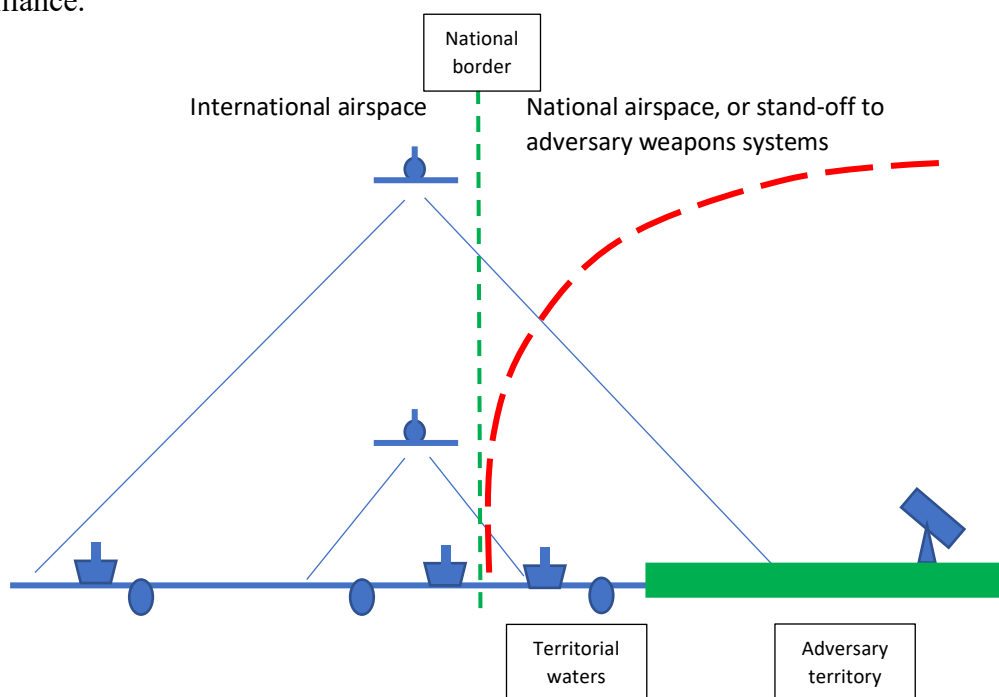 National
border
International airspace
National airspace, or stand-off to
adversary weapons systems
Territorial
waters
Adversary
territory